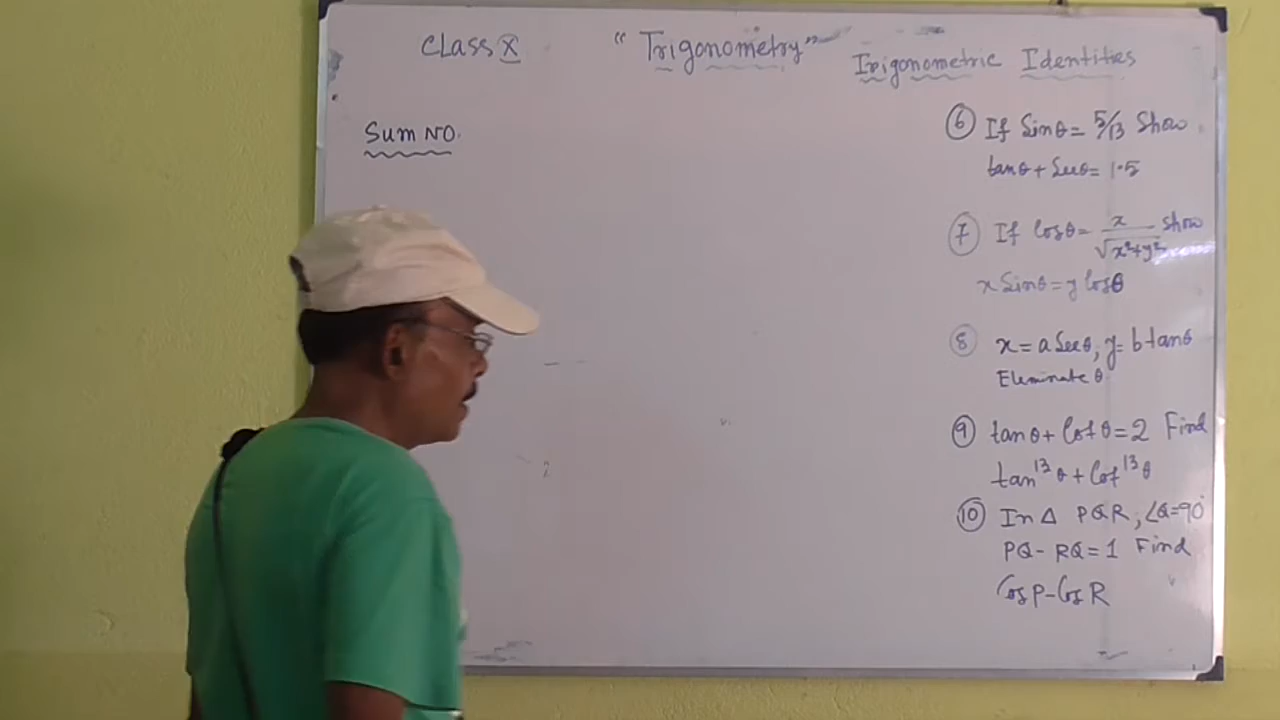 CLASS X
"Trigonometry"
Trigonometric Identities
Sum NO.
⑥ If Sinθ = 5/13 Show
tanθ + Secθ = 1.5
⑦ If Cosθ = x/√x²+y² Show
x Sinθ = y Cosθ
⑧ x = a Secθ, y = b tanθ
Eleminate θ
⑨ tanθ + Cotθ = 2 Find
tan¹³θ + Cot¹³θ
⑩ In Δ PQR, ∠Q=90°
PQ - RQ = 1 Find
Cos P - Cos R